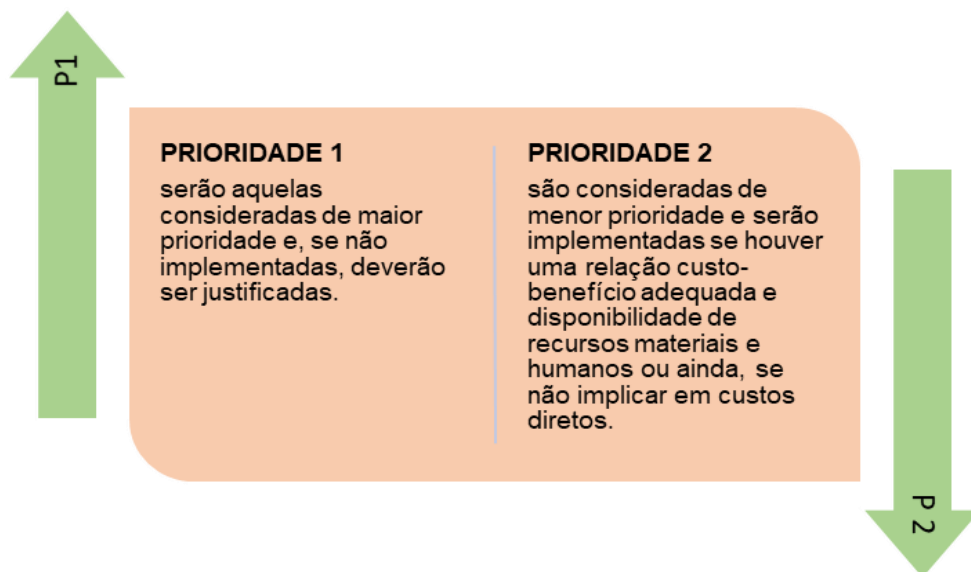 P1
PRIORIDADE 1
serão aquelas
consideradas de maior
prioridade e, se não
implementadas, deverão
ser justificadas.
PRIORIDADE 2
são consideradas de
menor prioridade e serão
implementadas se houver
uma relação custo-
benefício adequada e
disponibilidade de
recursos materiais e
humanos ou ainda, se
não implicar em custos
diretos.
P 2